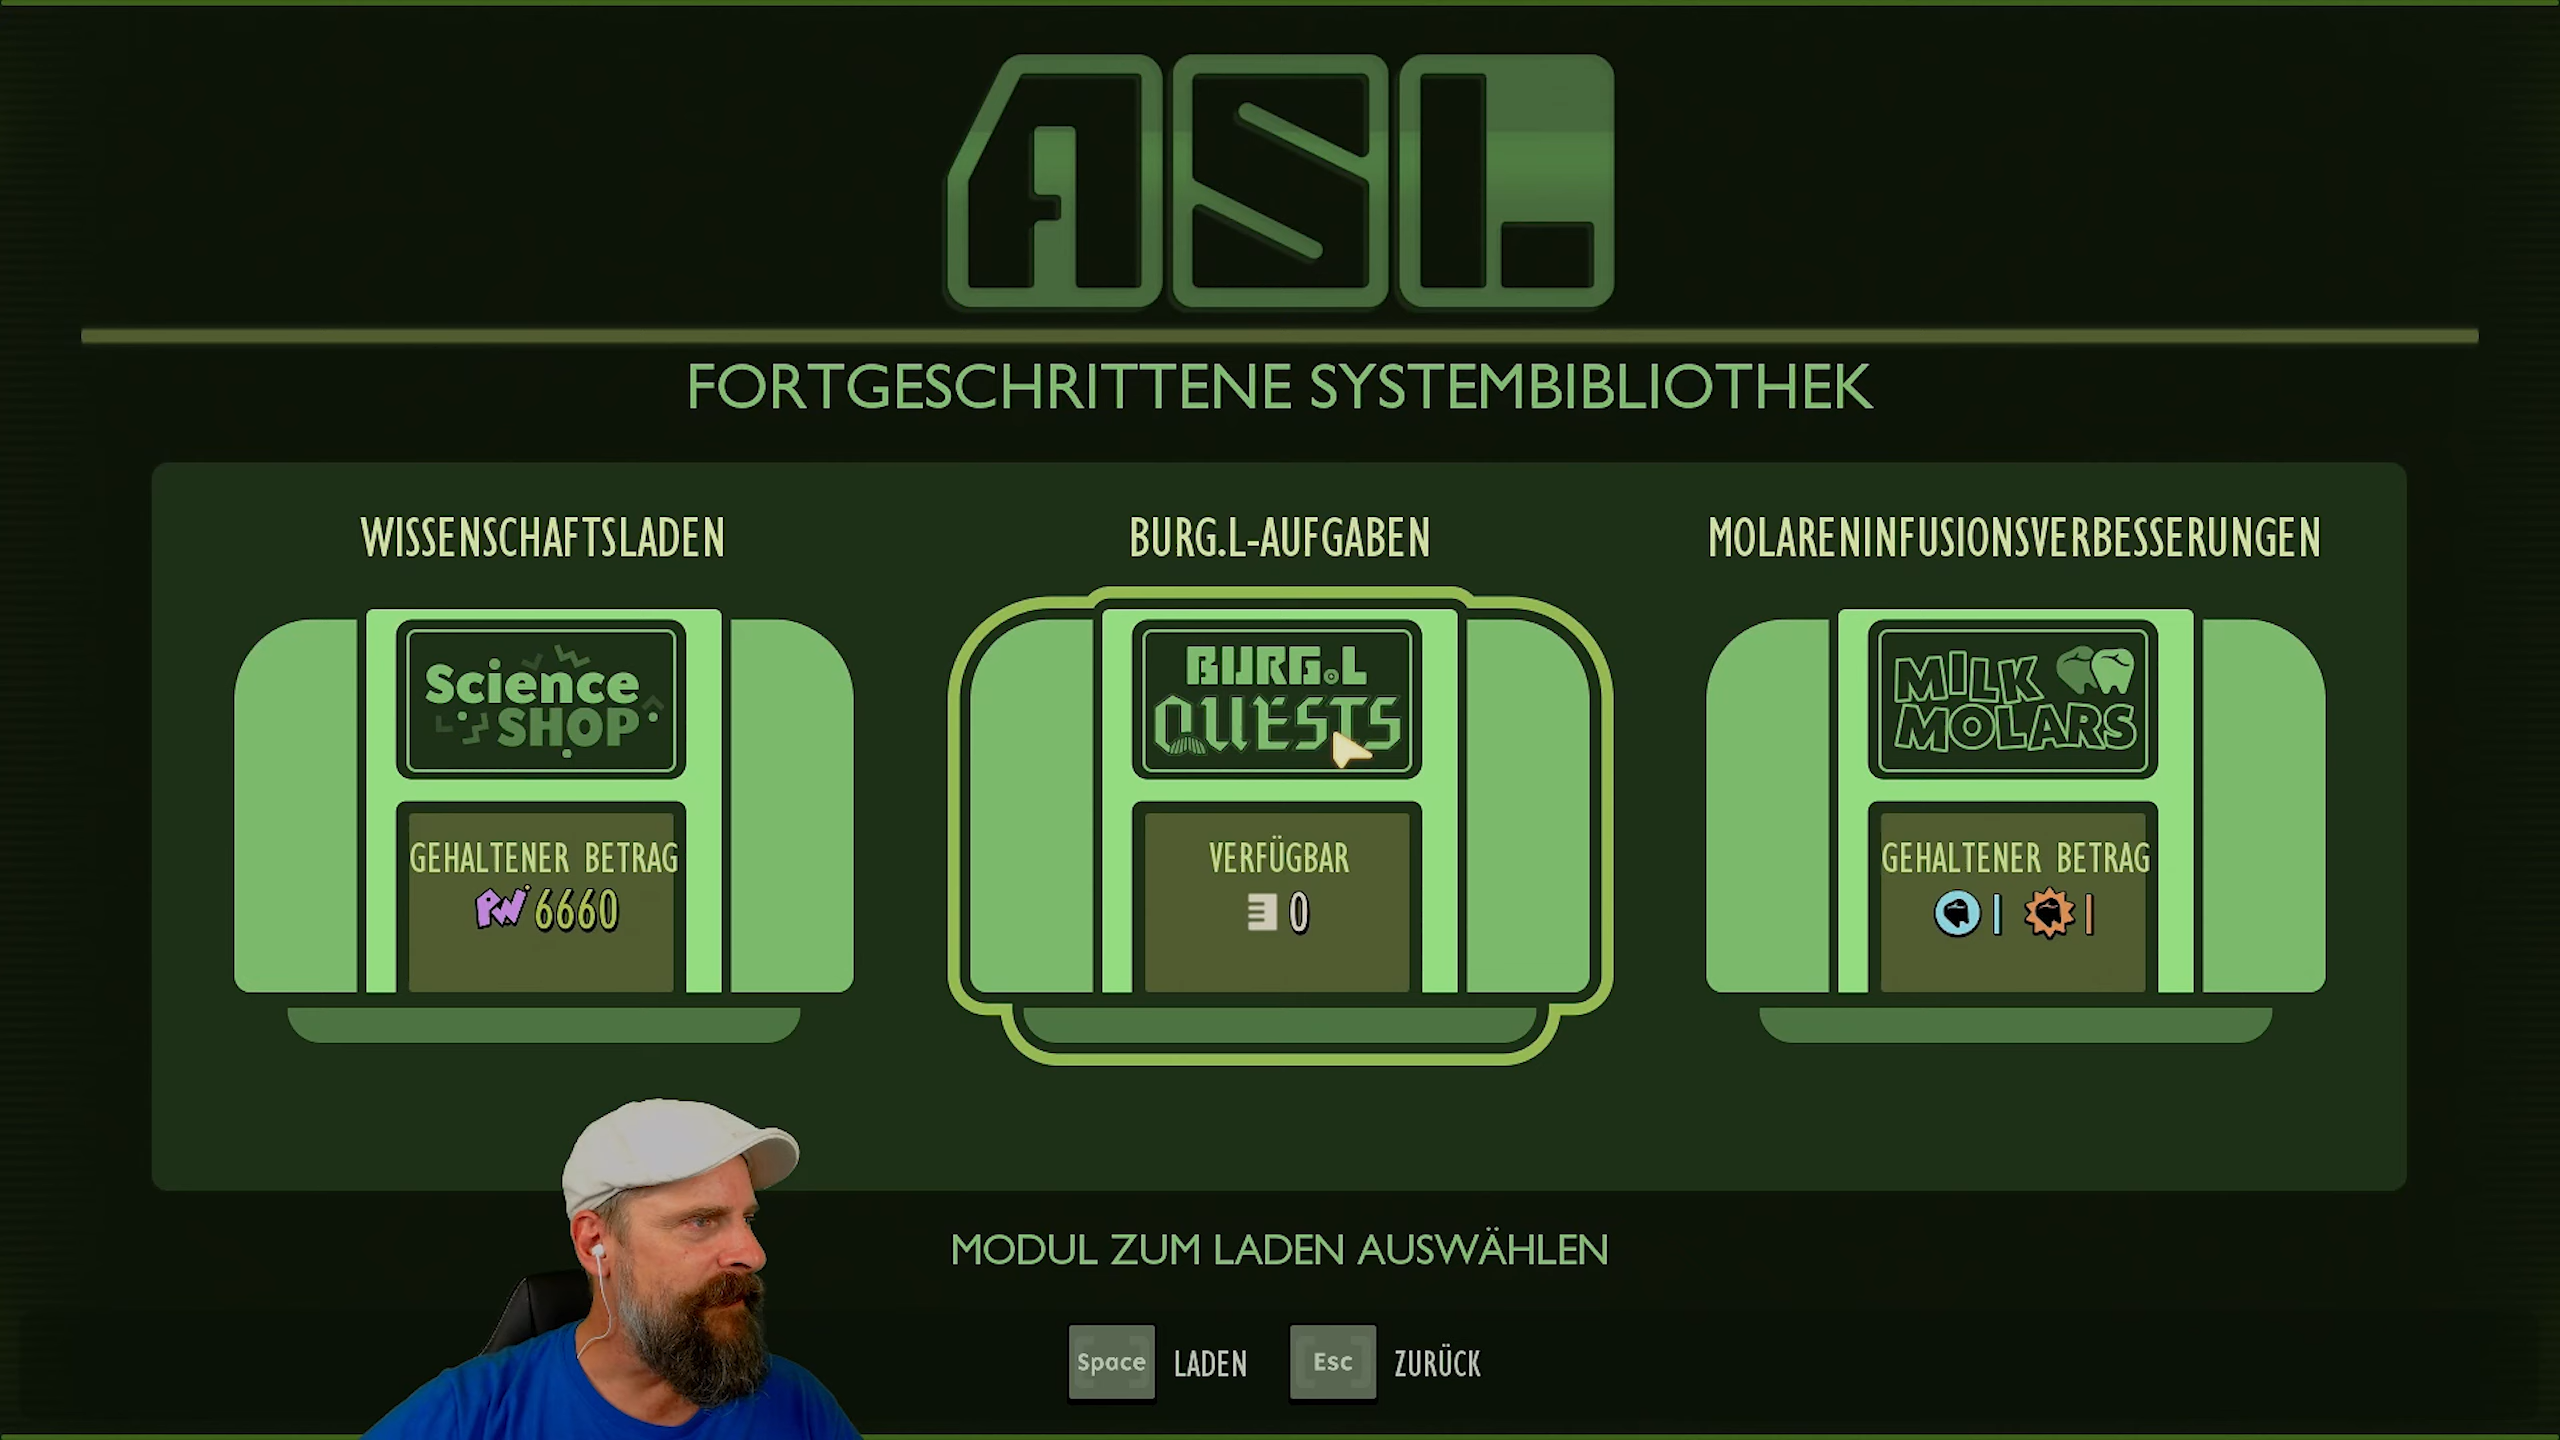 ASL
FORTGESCHRITTENE SYSTEMBIBLIOTHEK
WISSENSCHAFTSLADEN
Science
SHOP
GEHALTENER BETRAG
RW 6660
BURG.L-AUFGABEN
BURG.L
QUESTS
VERFÜGBAR
0
MOLARENINFUSIONSVERBESSERUNGEN
MILK
MOLARS
GEHALTENER BETRAG
1 1
MODUL ZUM LADEN AUSWÄHLEN
Space LADEN Esc ZURÜCK